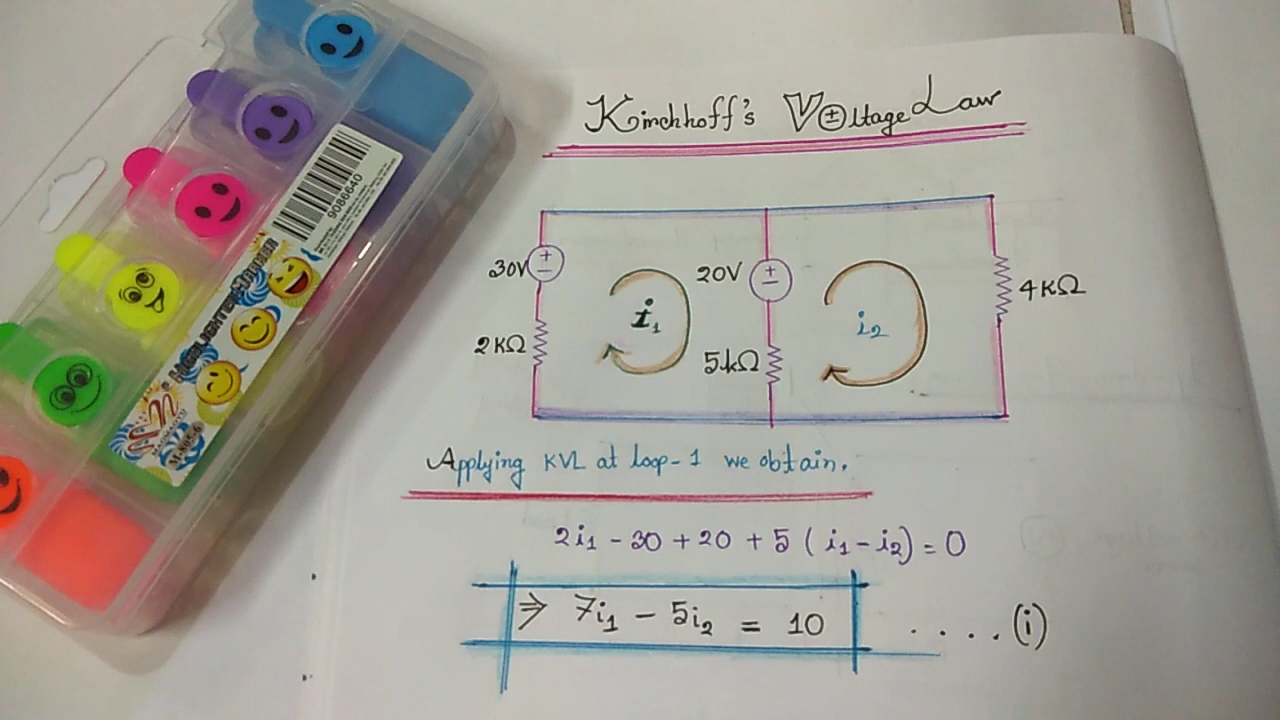 Kirchhoff's Voltage Law
30V
20V
4KΩ
i1
i2
2KΩ
5kΩ
Applying KVL at loop-1 we obtain.
2i1 - 30 + 20 + 5 ( i1 - i2) = 0
⇒ 7i1 - 5i2 = 10 .....(i)
9086640
HIGHLIGHTER MARKER